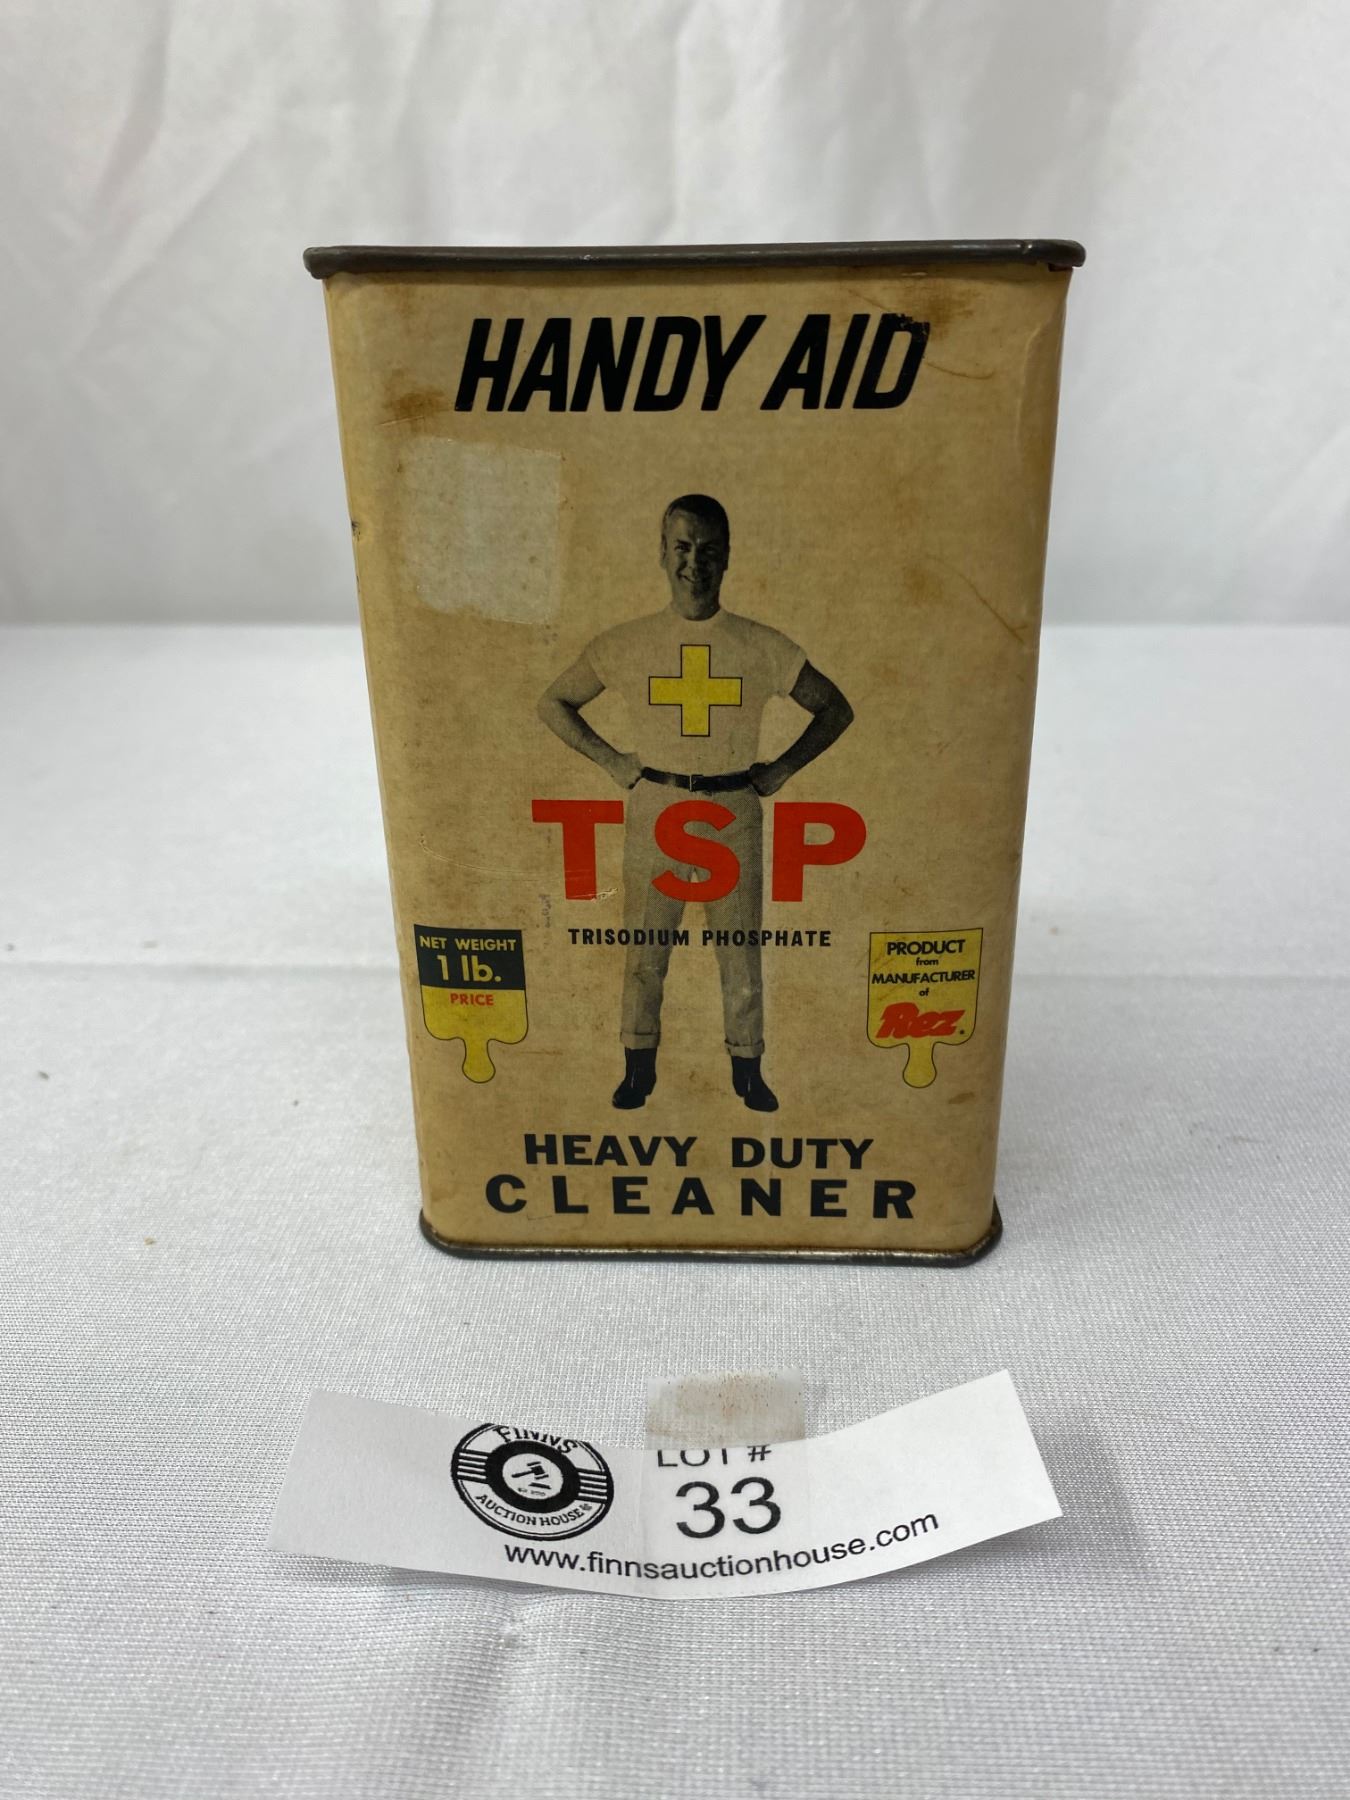 HANDY AID
TSP
TRISODIUM PHOSPHATE
NET WEIGHT
1 lb.
PRICE
PRODUCT
from
MANUFACTURER
of
Rez.
HEAVY DUTY
CLEANER
FINNS
AUCTION HOUSE
LOT #
33
www.finnsauctionhouse.com